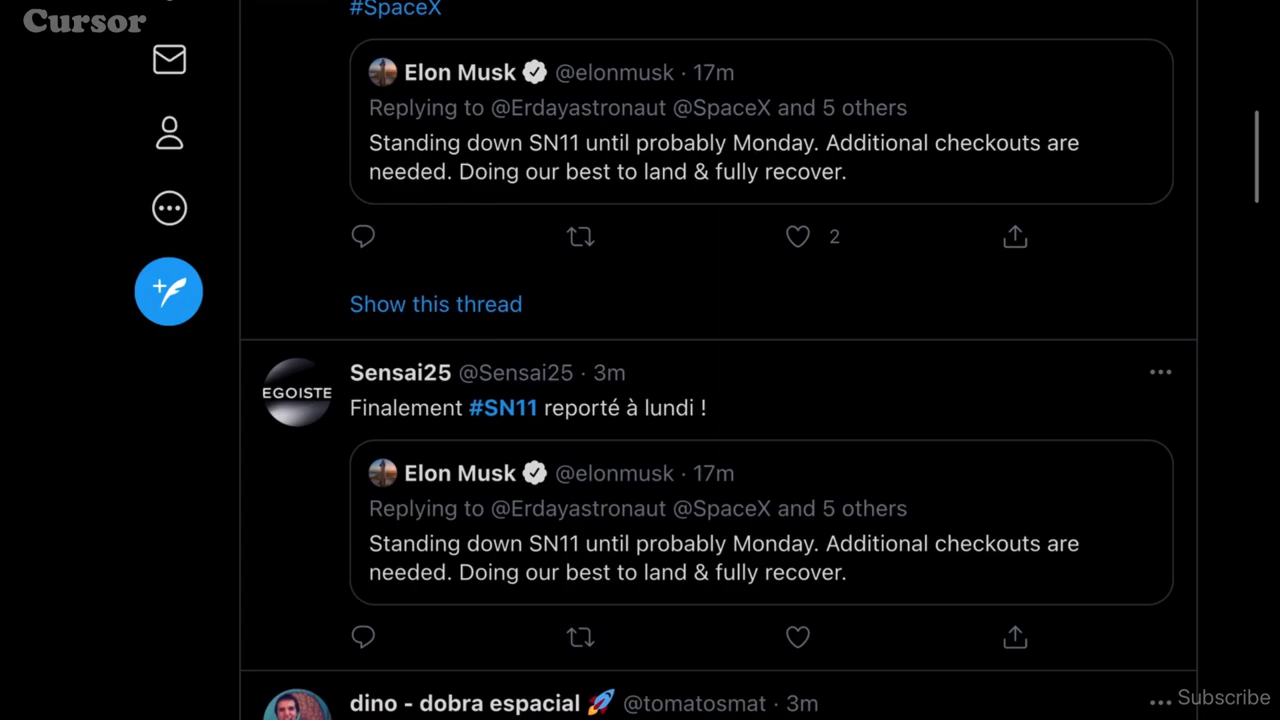 Cursor
#SpaceX
Elon Musk @elonmusk · 17m
Replying to @Erdayastronaut @SpaceX and 5 others
Standing down SN11 until probably Monday. Additional checkouts are
needed. Doing our best to land & fully recover.
2
Show this thread
EGOISTE
Sensai25 @Sensai25 · 3m
Finalement #SN11 reporté à lundi !
Elon Musk @elonmusk · 17m
Replying to @Erdayastronaut @SpaceX and 5 others
Standing down SN11 until probably Monday. Additional checkouts are
needed. Doing our best to land & fully recover.
dino - dobra espacial 🚀 @tomatosmat · 3m
Subscribe